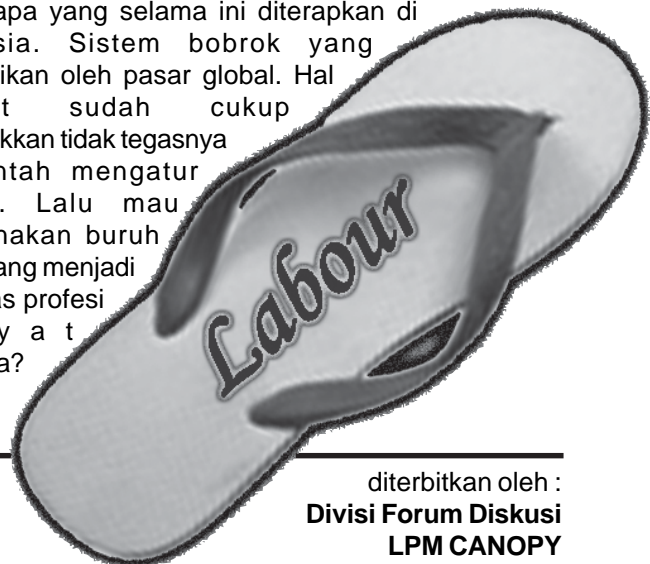 apa yang selama ini diterapkan di
sia. Sistem bobrok yang
ikan oleh pasar global. Hal
t sudah cukup
kkan tidak tegasnya
ntah mengatur
. Lalu mau
nakan buruh
ang menjadi
as profesi
y a t
a?
Labour
diterbitkan oleh :
Divisi Forum Diskusi
LPM CANOPY